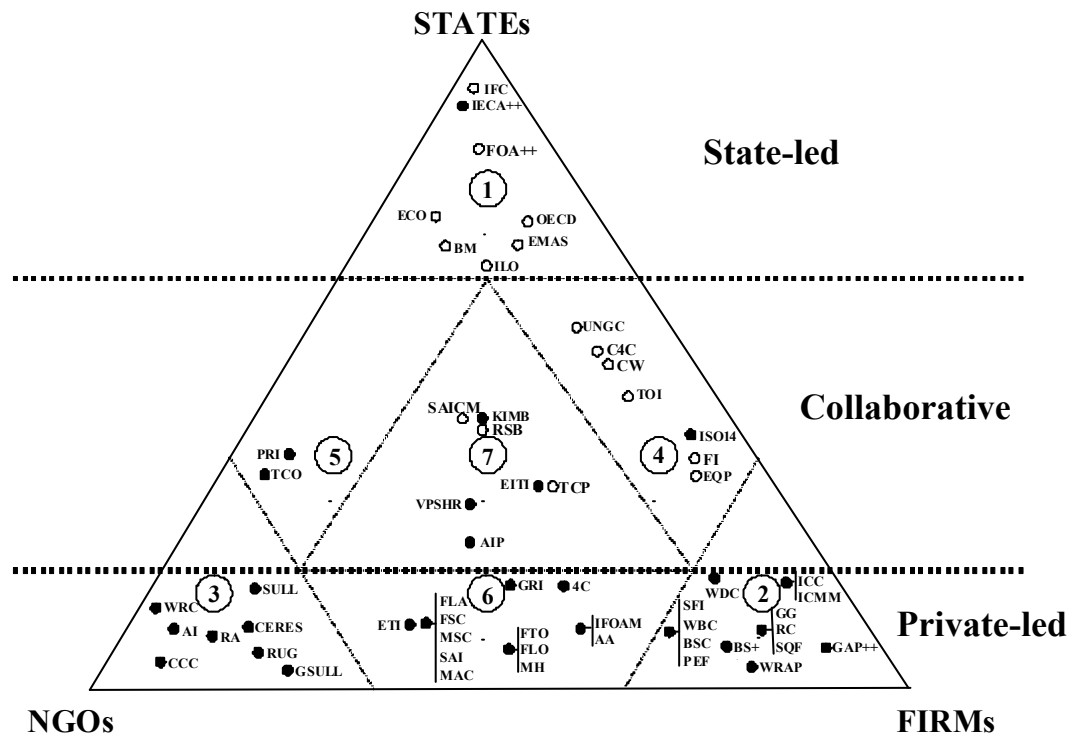 STATEs
IFC
IECA++
FOA++
State-led
1
ECO
OECD
BM
EMAS
ILO
UNGC
C4C
CW
TOI
Collaborative
SAICM
KIMB
RSB
ISO14
PRI
5
7
4
FI
TCO
EQP
EITI
TCP
VPSHR
AIP
3
SULL
6
GRI
4C
WDC
2
ICC
ICMM
WRC
AI
RA
CERES
RUG
CCC
GSULL
ETI
FLA
FSC
MSC
SAI
MAC
FTO
FLO
MH
IFOAM
AA
SFI
WBC
BSC
PEF
BS+
GG
RC
SQF
WRAP
GAP++
Private-led
NGOs
FIRMs